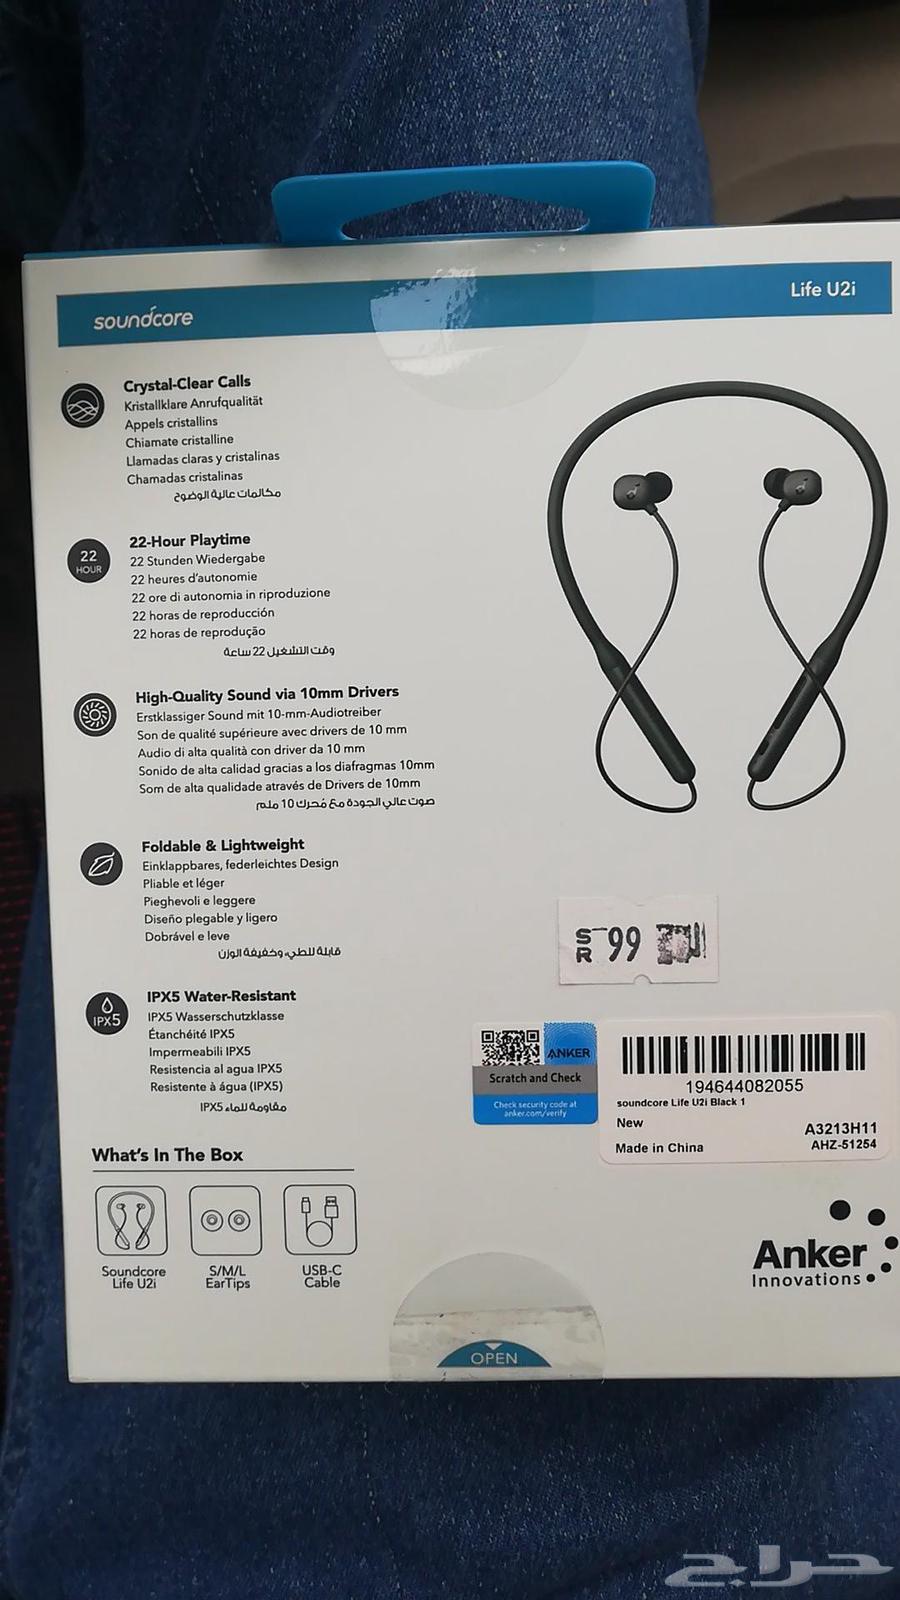 soundcore
Life U2i
Crystal-Clear Calls
Kristallklare Anrufqualität
Appels cristallins
Chiamate cristalline
Llamadas claras y cristalinas
Chamadas cristalinas
مكالمات عالية الوضوح
22
HOUR
22-Hour Playtime
22 Stunden Wiedergabe
22 heures d'autonomie
22 ore di autonomia in riproduzione
22 horas de reproducción
22 horas de reprodução
وقت التشغيل 22 ساعة
High-Quality Sound via 10mm Drivers
Erstklassiger Sound mit 10-mm-Audiotreiber
Son de qualité supérieure avec drivers de 10 mm
Audio di alta qualità con driver da 10 mm
Sonido de alta calidad gracias a los diafragmas 10mm
Som de alta qualidade através de Drivers de 10mm
صوت عالي الجودة مع مُحرك 10 ملم
Foldable & Lightweight
Einklappbares, federleichtes Design
Pliable et léger
Pieghevoli e leggere
Diseño plegable y ligero
Dobrável e leve
قابلة للطي، وخفيفة الوزن
IPX5
IPX5 Water-Resistant
IPX5 Wasserschutzklasse
Étanchéité IPX5
Impermeabili IPX5
Resistencia al agua IPX5
Resistente à água (IPX5)
مقاومة للماء IPX5
What's In The Box
Soundcore
Life U2i
S/M/L
EarTips
USB-C
Cable
SR 99
ANKER
Scratch and Check
Check security code at
anker.com/verify
194644082055
soundcore Life U2i Black 1
New
A3213H11
Made in China
AHZ-51254
Anker
Innovations
OPEN
حراج